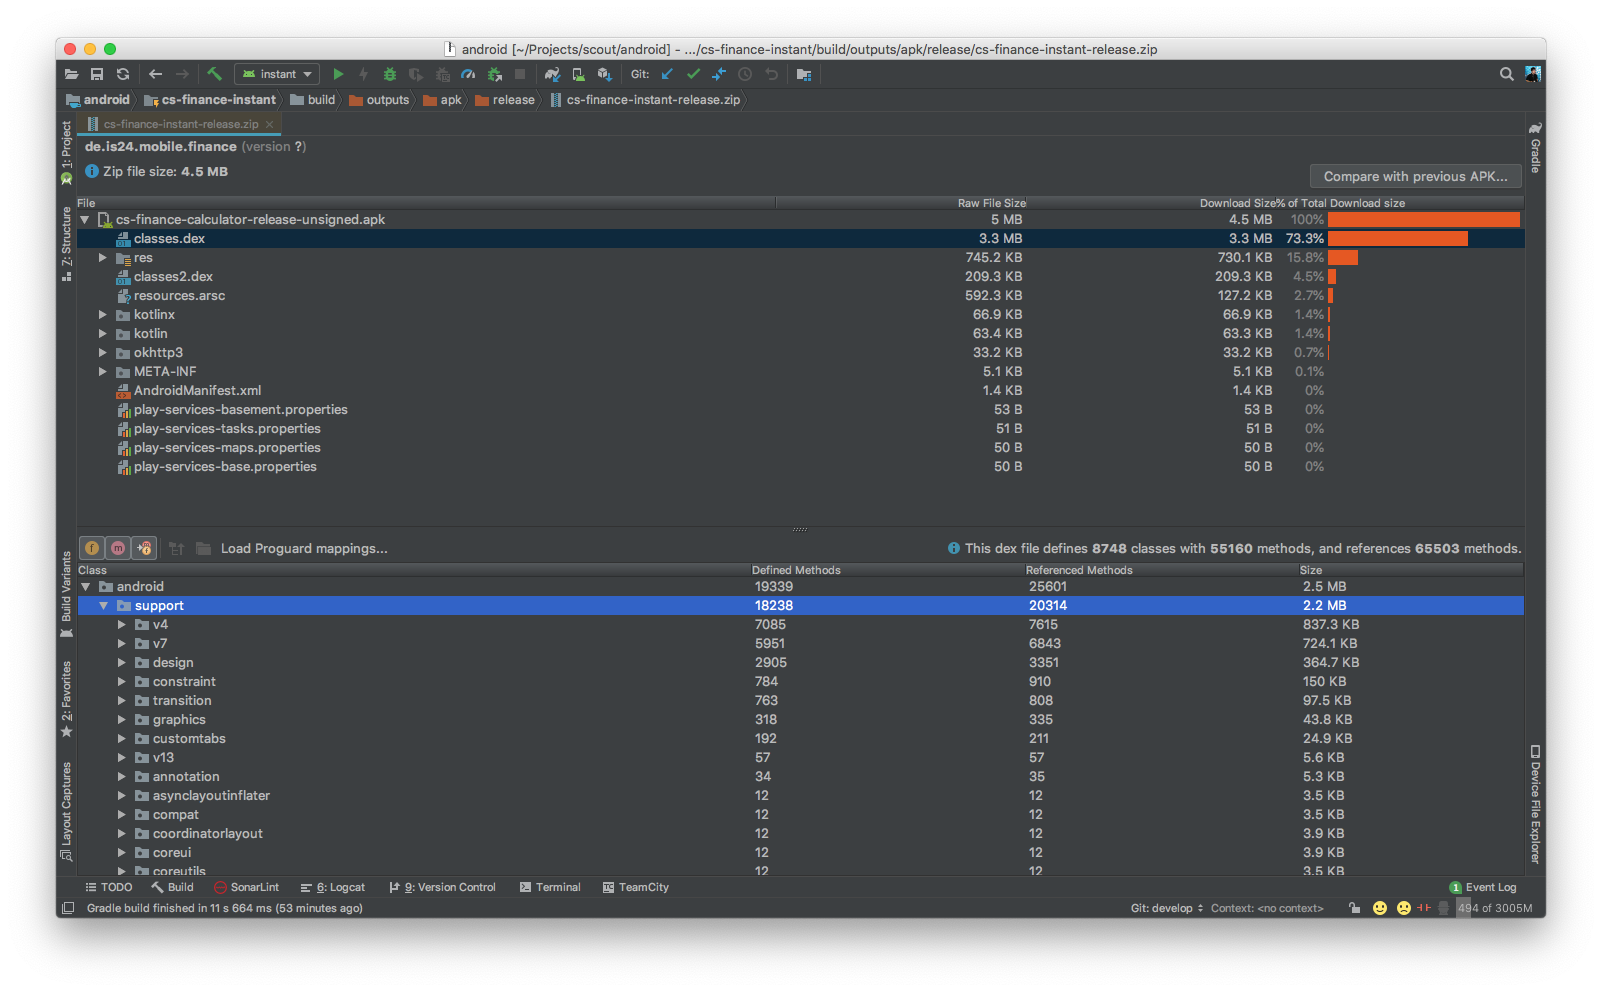 android [~/Projects/scout/android] - .../cs-finance-instant/build/outputs/apk/release/cs-finance-instant-release.zip
instant Git:
android cs-finance-instant build outputs apk release cs-finance-instant-release.zip
cs-finance-instant-release.zip
de.is24.mobile.finance (version ?)
Zip file size: 4.5 MB
Compare with previous APK...
File Raw File Size Download Size % of Total Download size
cs-finance-calculator-release-unsigned.apk 5 MB 4.5 MB 100%
classes.dex 3.3 MB 3.3 MB 73.3%
res 745.2 KB 730.1 KB 15.8%
classes2.dex 209.3 KB 209.3 KB 4.5%
resources.arsc 592.3 KB 127.2 KB 2.7%
kotlinx 66.9 KB 66.9 KB 1.4%
kotlin 63.4 KB 63.3 KB 1.4%
okhttp3 33.2 KB 33.2 KB 0.7%
META-INF 5.1 KB 5.1 KB 0.1%
AndroidManifest.xml 1.4 KB 1.4 KB 0%
play-services-basement.properties 53 B 53 B 0%
play-services-tasks.properties 51 B 51 B 0%
play-services-maps.properties 50 B 50 B 0%
play-services-base.properties 50 B 50 B 0%
f m Load Proguard mappings... This dex file defines 8748 classes with 55160 methods, and references 65503 methods.
Class Defined Methods Referenced Methods Size
android 19339 25601 2.5 MB
support 18238 20314 2.2 MB
v4 7085 7615 837.3 KB
v7 5951 6843 724.1 KB
design 2905 3351 364.7 KB
constraint 784 910 150 KB
transition 763 808 97.5 KB
graphics 318 335 43.8 KB
customtabs 192 211 24.9 KB
v13 57 57 5.6 KB
annotation 34 35 5.3 KB
asynclayoutinflater 12 12 3.5 KB
compat 12 12 3.5 KB
coordinatorlayout 12 12 3.9 KB
coreui 12 12 3.9 KB
coreutils 12 12 3.5 KB
1: Project
Z: Structure
Build Variants
2: Favorites
Layout Captures
Gradle
Device File Explorer
TODO Build SonarLint 6: Logcat 9: Version Control Terminal TeamCity 1 Event Log
Gradle build finished in 11 s 664 ms (53 minutes ago) Git: develop Context: <no context> 494 of 3005M